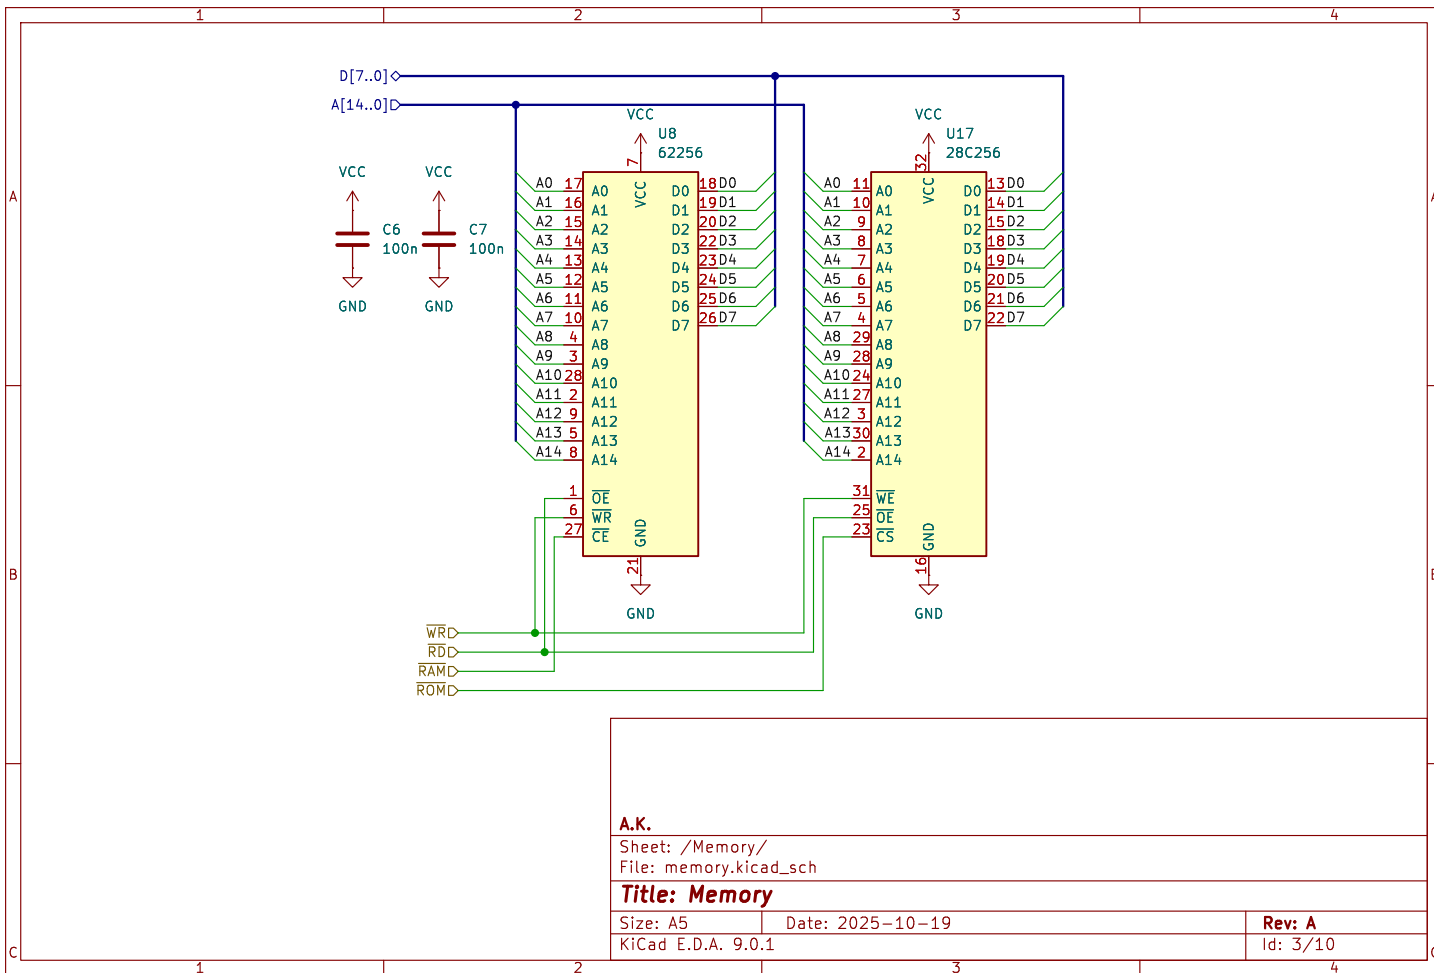 1 2 3 4
D[7..0]
A[14..0]
VCC VCC
U8 U17
62256 28C256
7 32
VCC VCC
VCC VCC
A A
C6 C7
100n 100n
GND GND
A0 17 A0 D0 18 D0
A1 16 A1 D1 19 D1
A2 15 A2 D2 20 D2
A3 14 A3 D3 22 D3
A4 13 A4 D4 23 D4
A5 12 A5 D5 24 D5
A6 11 A6 D6 25 D6
A7 10 A7 D7 26 D7
A8 4 A8
A9 3 A9
A10 28 A10
A11 2 A11
A12 9 A12
A13 5 A13
A14 8 A14
1 OE
6 WR
27 CE
GND
21
GND
A0 11 A0 D0 13 D0
A1 10 A1 D1 14 D1
A2 9 A2 D2 15 D2
A3 8 A3 D3 18 D3
A4 7 A4 D4 19 D4
A5 6 A5 D5 20 D5
A6 5 A6 D6 21 D6
A7 4 A7 D7 22 D7
A8 29 A8
A9 28 A9
A10 24 A10
A11 27 A11
A12 3 A12
A13 30 A13
A14 2 A14
31 WE
25 OE
23 CS
GND
16
GND
B B
WR
RD
RAM
ROM
A.K.
Sheet: /Memory/
File: memory.kicad_sch
Title: Memory
Size: A5 Date: 2025-10-19 Rev: A
KiCad E.D.A. 9.0.1 Id: 3/10
C C
1 2 3 4